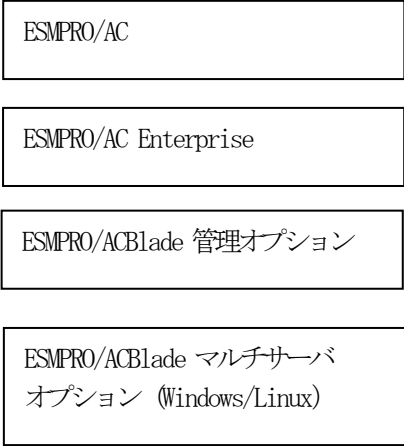 ESMPRO/AC
ESMPRO/AC Enterprise
ESMPRO/ACBlade 管理オプション
ESMPRO/ACBlade マルチサーバ
オプション (Windows/Linux)